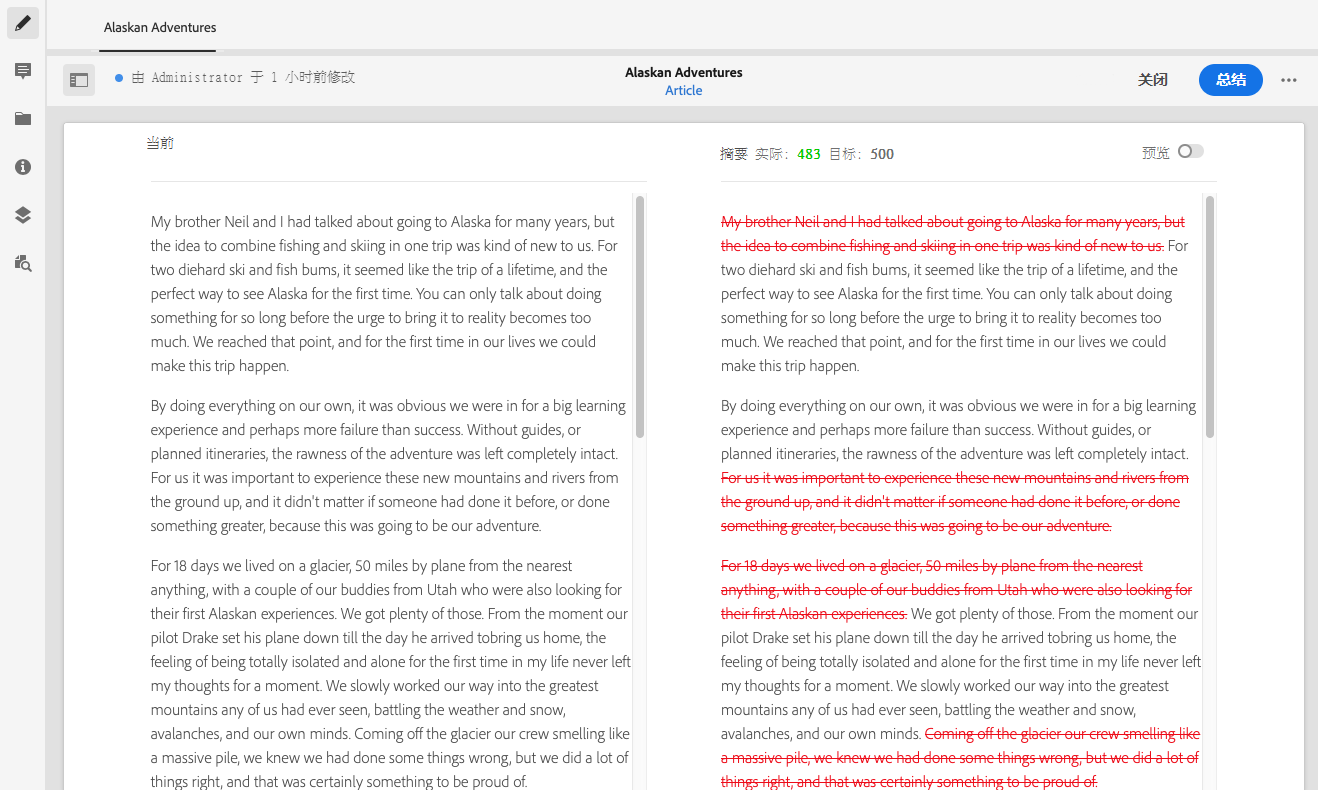 Alaskan Adventures
由 Administrator 于 1 小时前修改
Alaskan Adventures
Article
关闭
总结
当前
My brother Neil and I had talked about going to Alaska for many years, but
the idea to combine fishing and skiing in one trip was kind of new to us. For
two diehard ski and fish bums, it seemed like the trip of a lifetime, and the
perfect way to see Alaska for the first time. You can only talk about doing
something for so long before the urge to bring it to reality becomes too
much. We reached that point, and for the first time in our lives we could
make this trip happen.
By doing everything on our own, it was obvious we were in for a big learning
experience and perhaps more failure than success. Without guides, or
planned itineraries, the rawness of the adventure was left completely intact.
For us it was important to experience these new mountains and rivers from
the ground up, and it didn't matter if someone had done it before, or done
something greater, because this was going to be our adventure.
For 18 days we lived on a glacier, 50 miles by plane from the nearest
anything, with a couple of our buddies from Utah who were also looking for
their first Alaskan experiences. We got plenty of those. From the moment our
pilot Drake set his plane down till the day he arrived tobring us home, the
feeling of being totally isolated and alone for the first time in my life never left
my thoughts for a moment. We slowly worked our way into the greatest
mountains any of us had ever seen, battling the weather and snow,
avalanches, and our own minds. Coming off the glacier our crew smelling like
a massive pile, we knew we had done some things wrong, but we did a lot of
things right, and that was certainly something to be proud of.
摘要 实际: 483 目标: 500
预览
My brother Neil and I had talked about going to Alaska for many years, but
the idea to combine fishing and skiing in one trip was kind of new to us. For
two diehard ski and fish bums, it seemed like the trip of a lifetime, and the
perfect way to see Alaska for the first time. You can only talk about doing
something for so long before the urge to bring it to reality becomes too
much. We reached that point, and for the first time in our lives we could
make this trip happen.
By doing everything on our own, it was obvious we were in for a big learning
experience and perhaps more failure than success. Without guides, or
planned itineraries, the rawness of the adventure was left completely intact.
For us it was important to experience these new mountains and rivers from
the ground up, and it didn't matter if someone had done it before, or done
something greater, because this was going to be our adventure.
For 18 days we lived on a glacier, 50 miles by plane from the nearest
anything, with a couple of our buddies from Utah who were also looking for
their first Alaskan experiences. We got plenty of those. From the moment our
pilot Drake set his plane down till the day he arrived tobring us home, the
feeling of being totally isolated and alone for the first time in my life never left
my thoughts for a moment. We slowly worked our way into the greatest
mountains any of us had ever seen, battling the weather and snow,
avalanches, and our own minds. Coming off the glacier our crew smelling like
a massive pile, we knew we had done some things wrong, but we did a lot of
things right, and that was certainly something to be proud of.